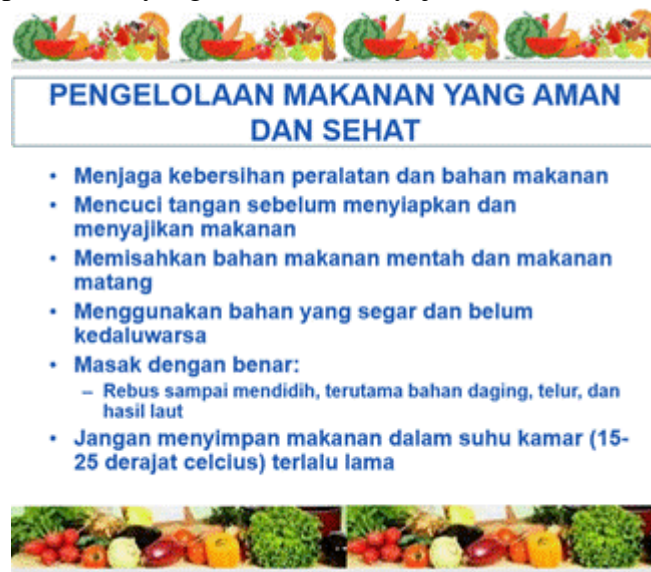 PENGELOLAAN MAKANAN YANG AMAN
DAN SEHAT
• Menjaga kebersihan peralatan dan bahan makanan
• Mencuci tangan sebelum menyiapkan dan
menyajikan makanan
• Memisahkan bahan makanan mentah dan makanan
matang
• Menggunakan bahan yang segar dan belum
kedaluwarsa
• Masak dengan benar:
– Rebus sampai mendidih, terutama bahan daging, telur, dan
hasil laut
• Jangan menyimpan makanan dalam suhu kamar (15-
25 derajat celcius) terlalu lama